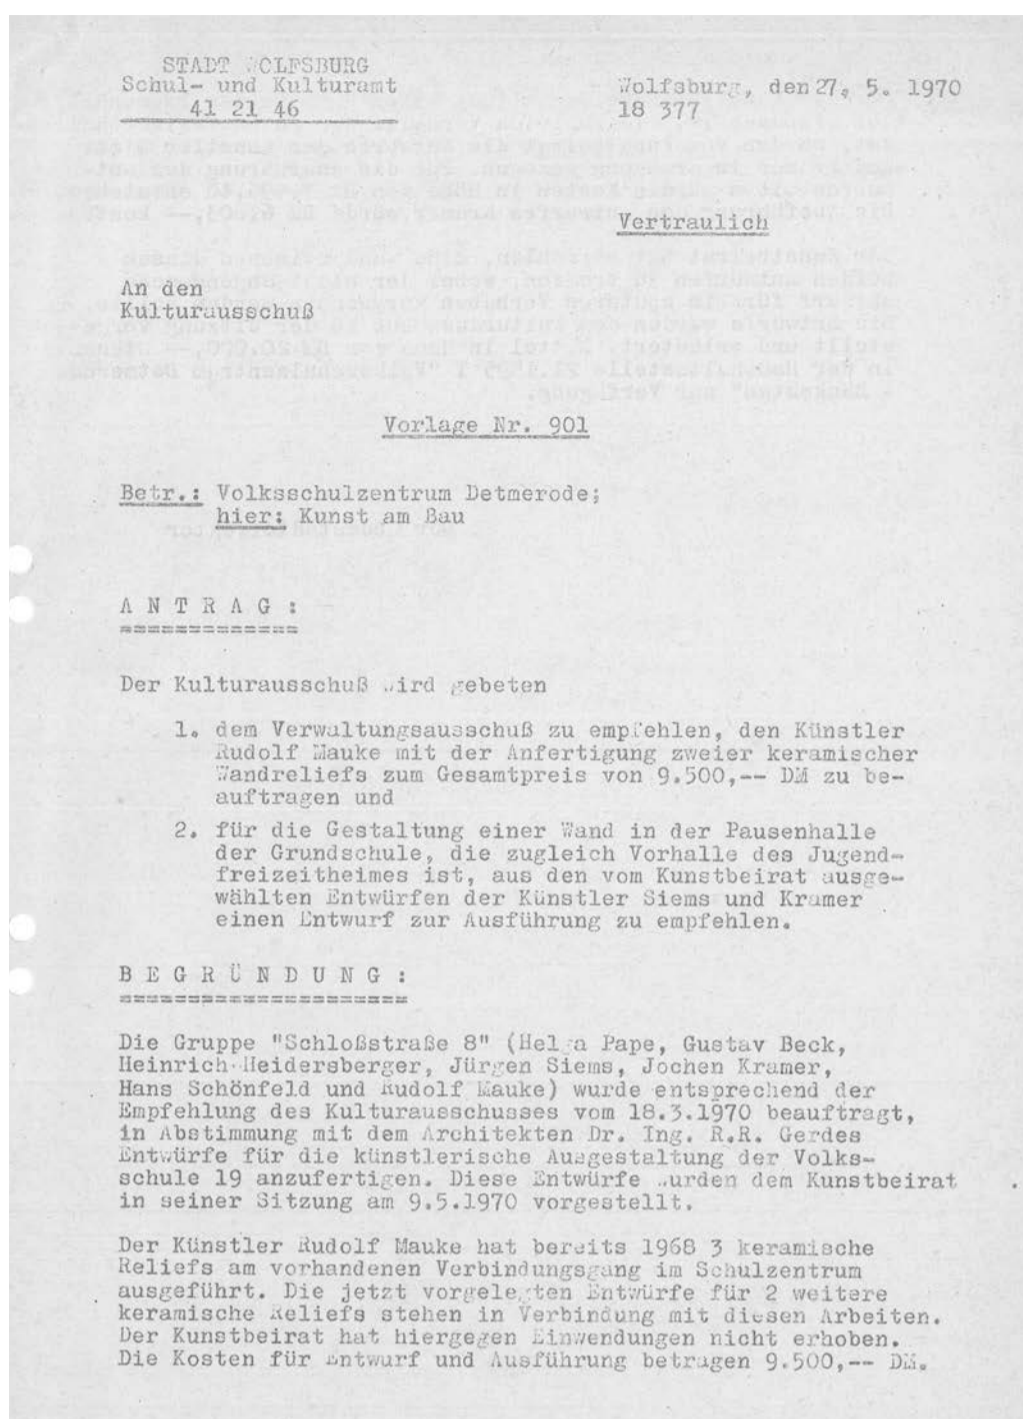 STADT WOLFSBURG
Schul- und Kulturamt
41 21 46
Wolfsburg, den 27. 5. 1970
18 377
Vertraulich
An den
Kulturausschuß
Vorlage Nr. 901
Betr.: Volksschulzentrum Detmerode;
hier: Kunst am Bau
A N T R A G :
=============
Der Kulturausschuß wird gebeten
1. dem Verwaltungsausschuß zu empfehlen, den Künstler
Rudolf Mauke mit der Anfertigung zweier keramischer
Wandreliefs zum Gesamtpreis von 9.500,-- DM zu be-
auftragen und
2. für die Gestaltung einer Wand in der Pausenhalle
der Grundschule, die zugleich Vorhalle des Jugend-
freizeitheimes ist, aus den vom Kunstbeirat ausge-
wählten Entwürfen der Künstler Siems und Kramer
einen Entwurf zur Ausführung zu empfehlen.
B E G R Ü N D U N G :
=====================
Die Gruppe "Schloßstraße 8" (Helga Pape, Gustav Beck,
Heinrich Heidersberger, Jürgen Siems, Jochen Kramer,
Hans Schönfeld und Rudolf Mauke) wurde entsprechend der
Empfehlung des Kulturausschusses vom 18.3.1970 beauftragt,
in Abstimmung mit dem Architekten Dr. Ing. R.R. Gerdes
Entwürfe für die künstlerische Ausgestaltung der Volks-
schule 19 anzufertigen. Diese Entwürfe wurden dem Kunstbeirat
in seiner Sitzung am 9.5.1970 vorgestellt.
Der Künstler Rudolf Mauke hat bereits 1968 3 keramische
Reliefs am vorhandenen Verbindungsgang im Schulzentrum
ausgeführt. Die jetzt vorgelegten Entwürfe für 2 weitere
keramische Reliefs stehen in Verbindung mit diesen Arbeiten.
Der Kunstbeirat hat hiergegen Einwendungen nicht erhoben.
Die Kosten für Entwurf und Ausführung betragen 9.500,-- DM.